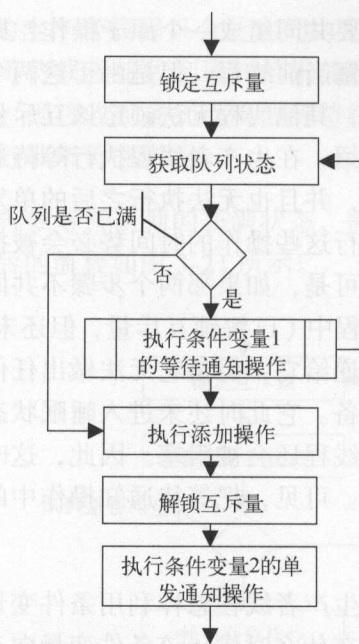 锁定互斥量
获取队列状态
队列是否已满
否
是
执行条件变量1
的等待通知操作
执行添加操作
解锁互斥量
执行条件变量2的单
发通知操作